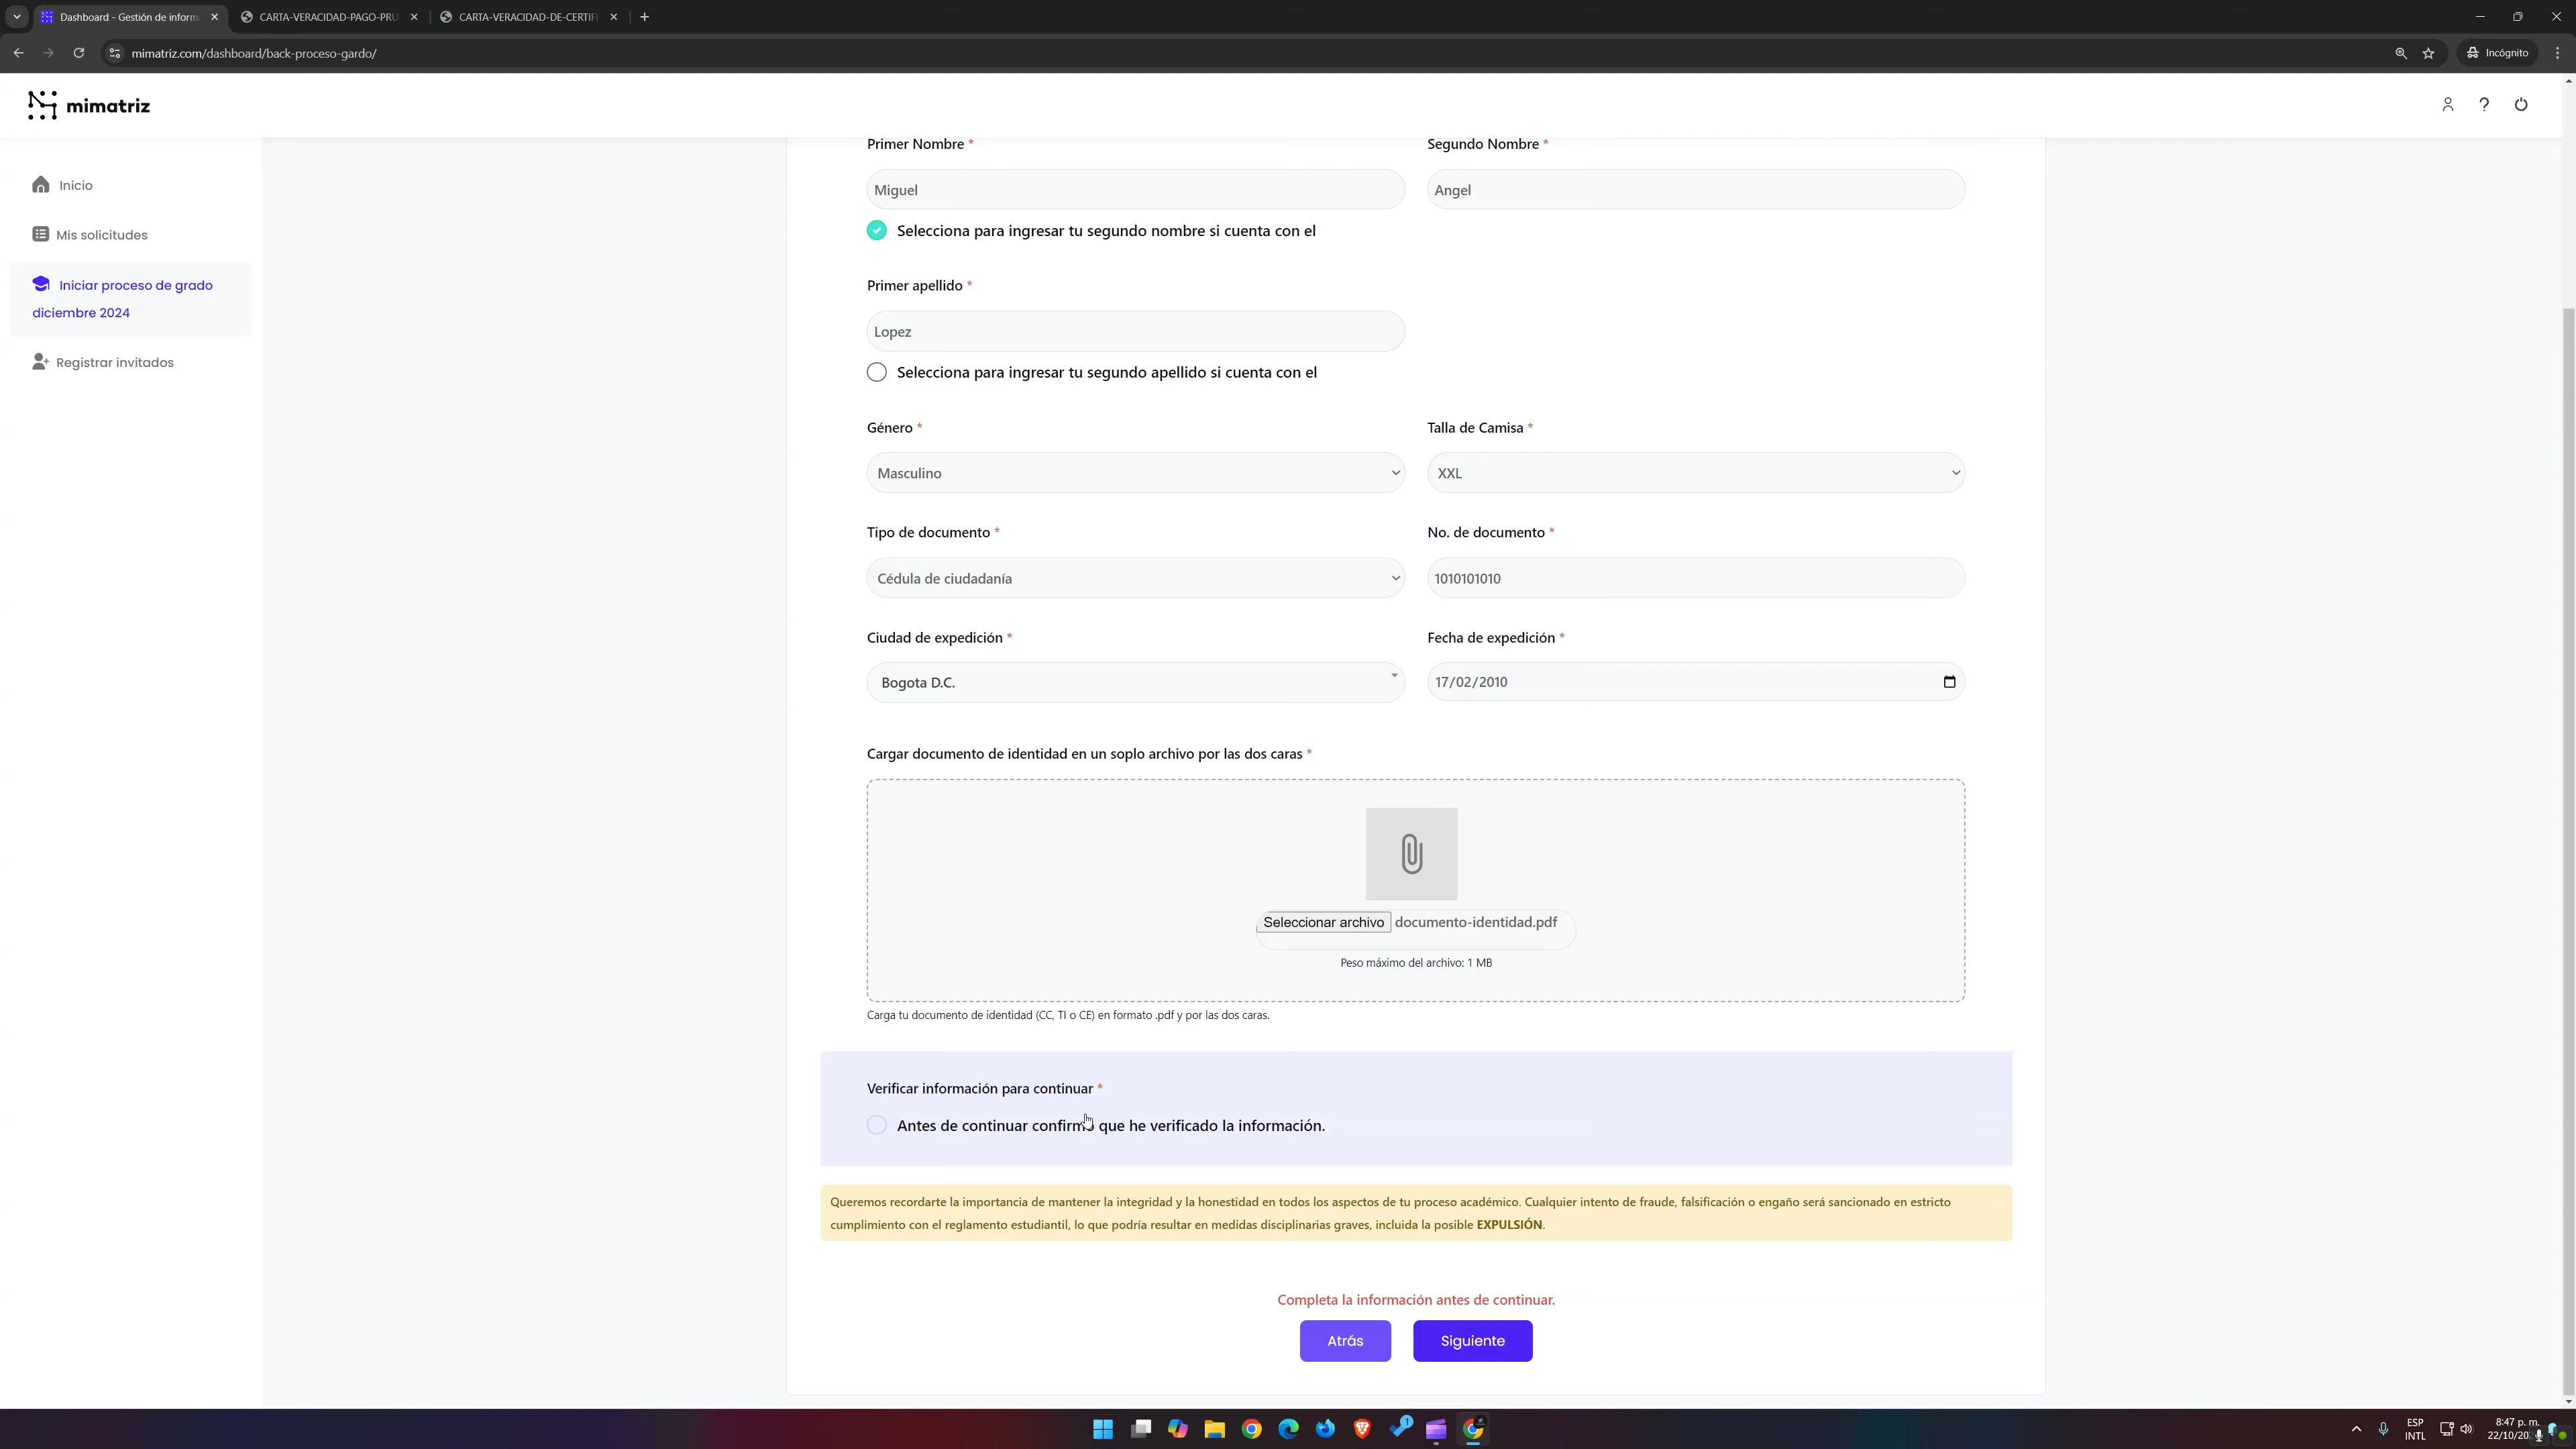 Dashboard - Gestión de inform
CARTA-VERACIDAD-PAGO-PRU
CARTA-VERACIDAD-DE-CERTIFI
mimatriz.com/dashboard/back-proceso-gardo/
Incógnito
mimatriz
Inicio
Mis solicitudes
Iniciar proceso de grado
diciembre 2024
Registrar invitados
Primer Nombre *
Segundo Nombre *
Miguel
Angel
Selecciona para ingresar tu segundo nombre si cuenta con el
Primer apellido *
Lopez
Selecciona para ingresar tu segundo apellido si cuenta con el
Género *
Talla de Camisa *
Masculino
XXL
Tipo de documento *
No. de documento *
Cédula de ciudadanía
1010101010
Ciudad de expedición *
Fecha de expedición *
Bogota D.C.
17/02/2010
Cargar documento de identidad en un soplo archivo por las dos caras *
Seleccionar archivo documento-identidad.pdf
Peso máximo del archivo: 1 MB
Carga tu documento de identidad (CC, TI o CE) en formato .pdf y por las dos caras.
Verificar información para continuar *
Antes de continuar confirmo que he verificado la información.
Queremos recordarte la importancia de mantener la integridad y la honestidad en todos los aspectos de tu proceso académico. Cualquier intento de fraude, falsificación o engaño será sancionado en estricto
cumplimiento con el reglamento estudiantil, lo que podría resultar en medidas disciplinarias graves, incluida la posible EXPULSIÓN.
Completa la información antes de continuar.
Atrás
Siguiente
1
ESP
INTL
8:47 p. m.
22/10/20